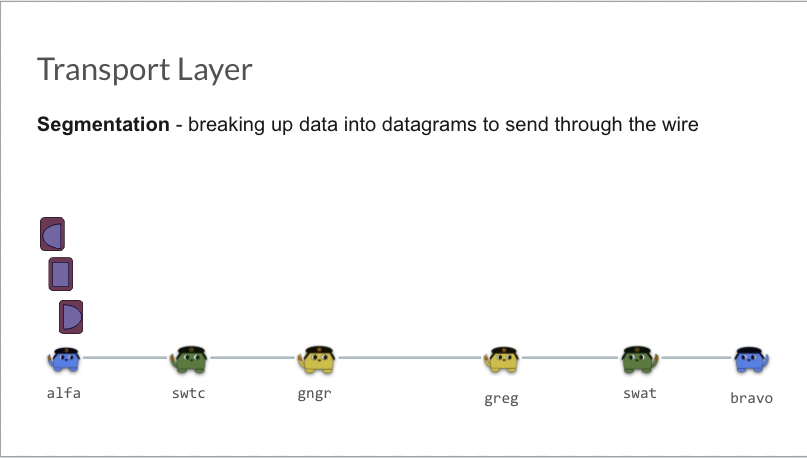 Transport Layer
Segmentation - breaking up data into datagrams to send through the wire
alfa
swtc
gngr
greg
swat
bravo